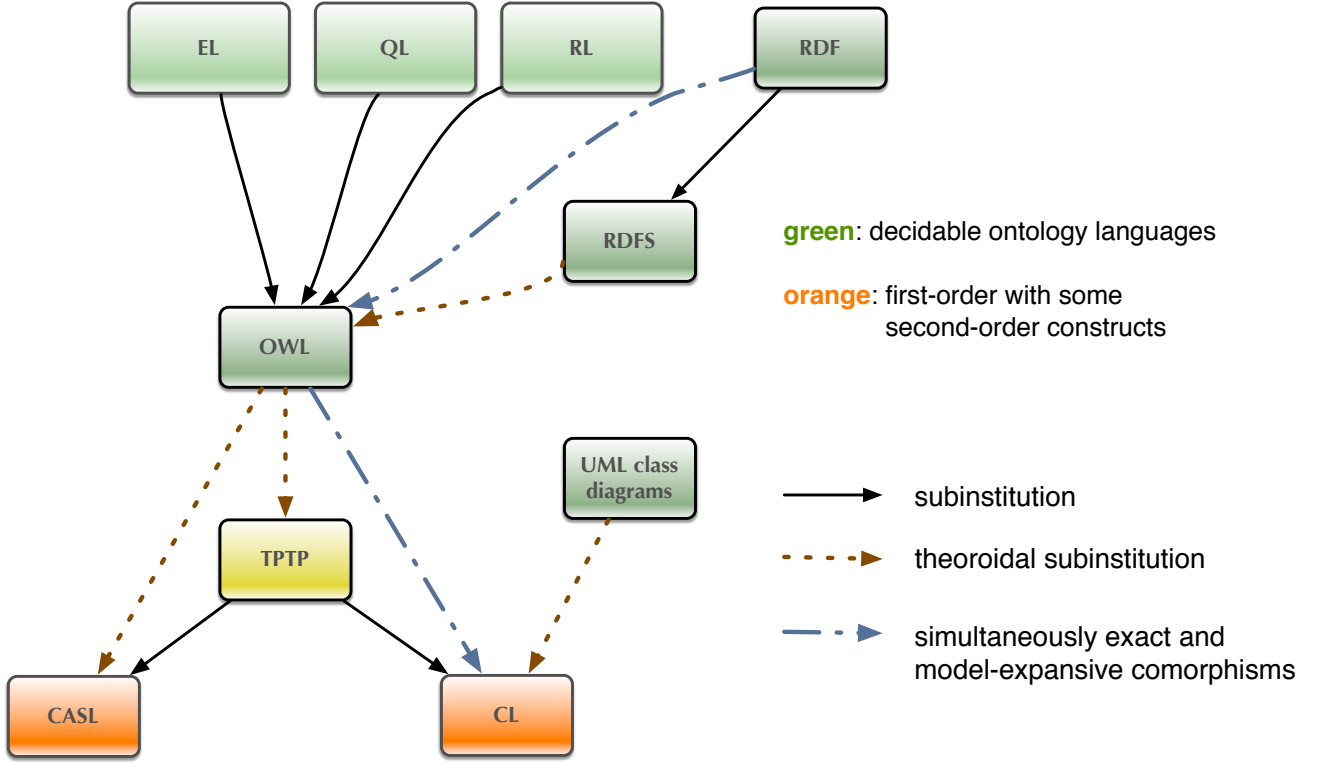 EL
QL
RL
RDF
RDFS
green: decidable ontology languages
orange: first-order with some
second-order constructs
OWL
UML class
diagrams
subinstitution
TPTP
theoroidal subinstitution
simultaneously exact and
model-expansive comorphisms
CASL
CL